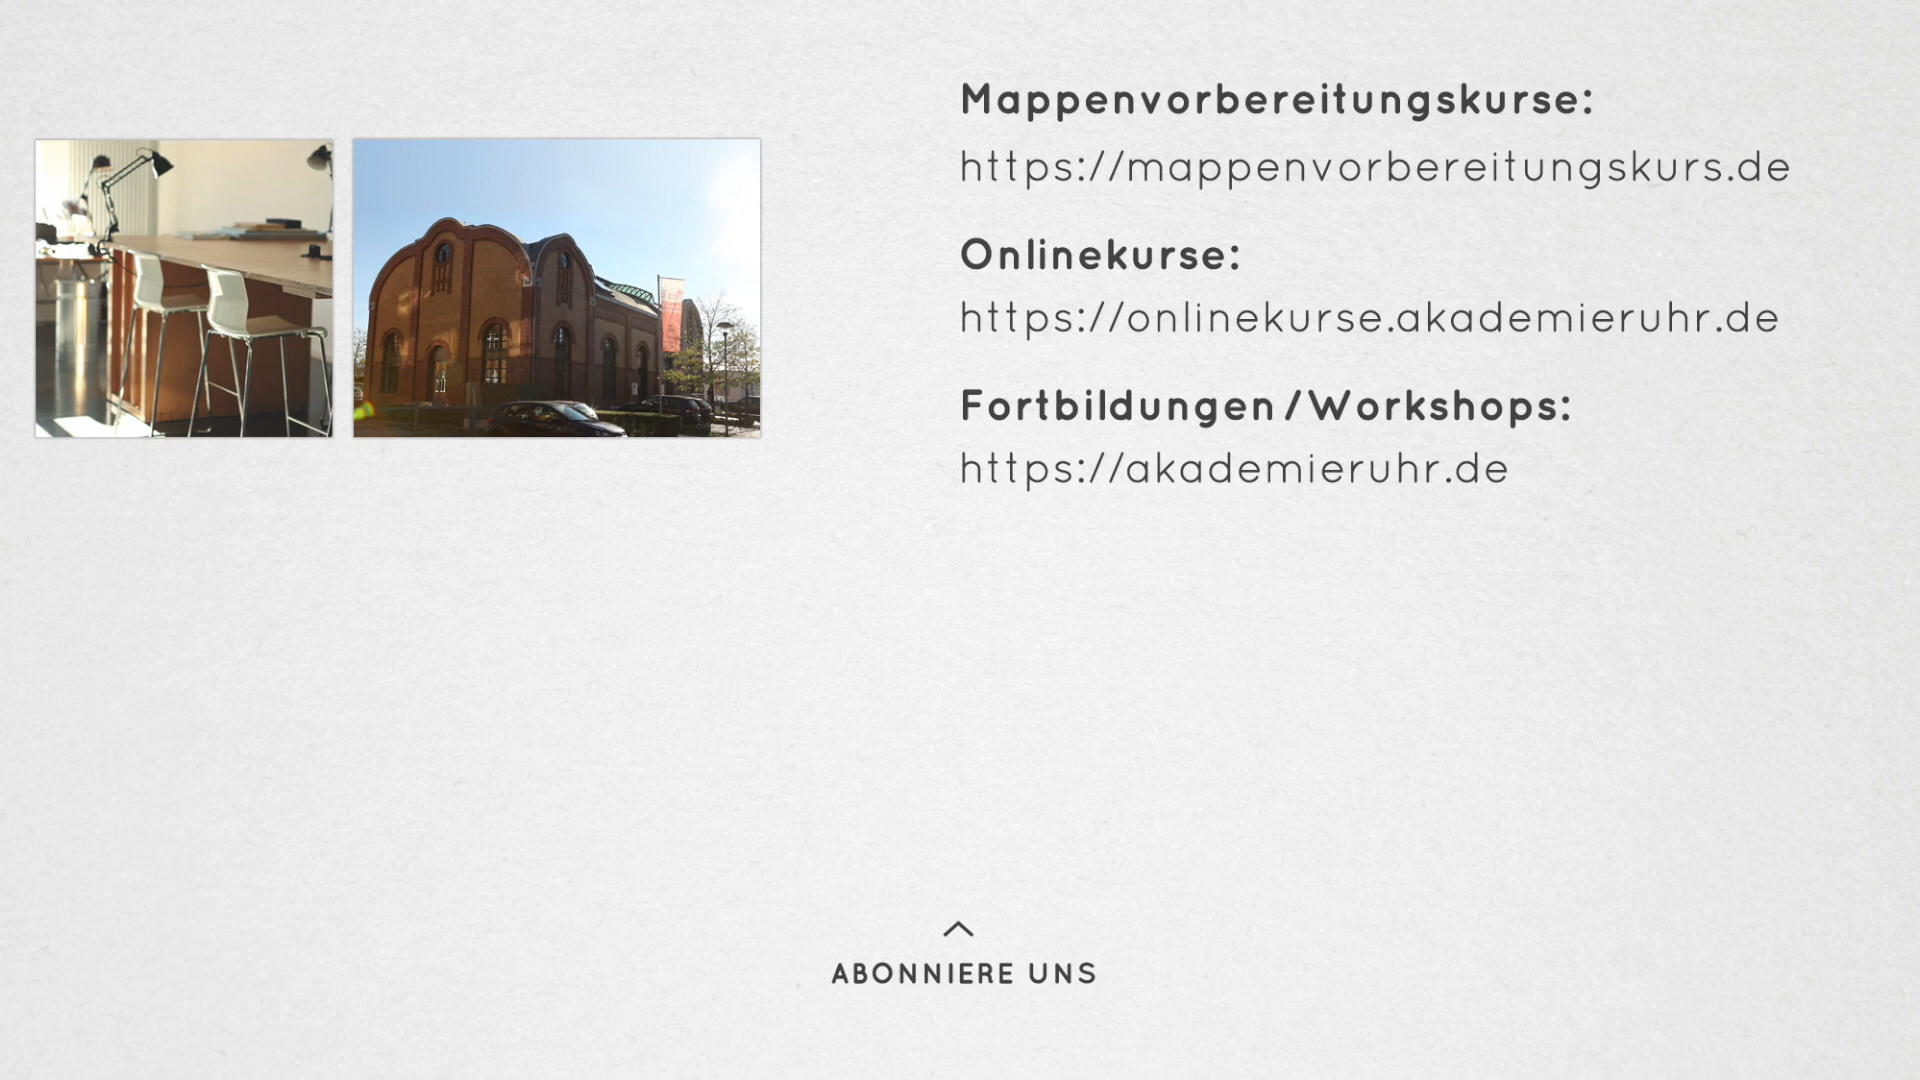 Mappenvorbereitungskurse:
https://mappenvorbereitungskurs.de
Onlinekurse:
https://onlinekurse.akademieruhr.de
Fortbildungen/Workshops:
https://akademieruhr.de
ABONNIERE UNS